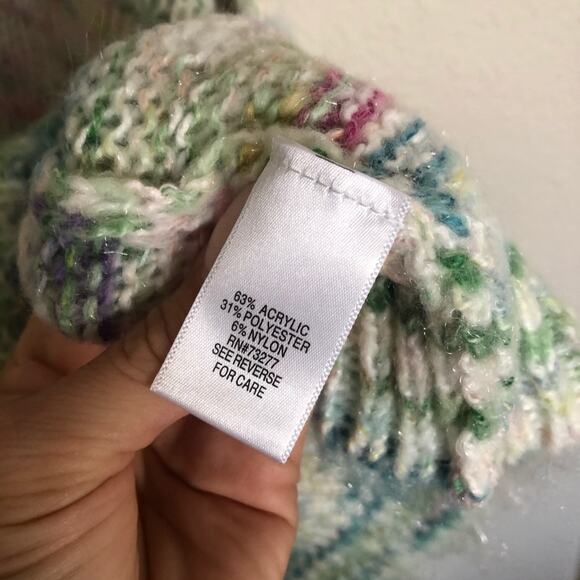 63% ACRYLIC
31% POLYESTER
6% NYLON
RN#73277
SEE REVERSE
FOR CARE